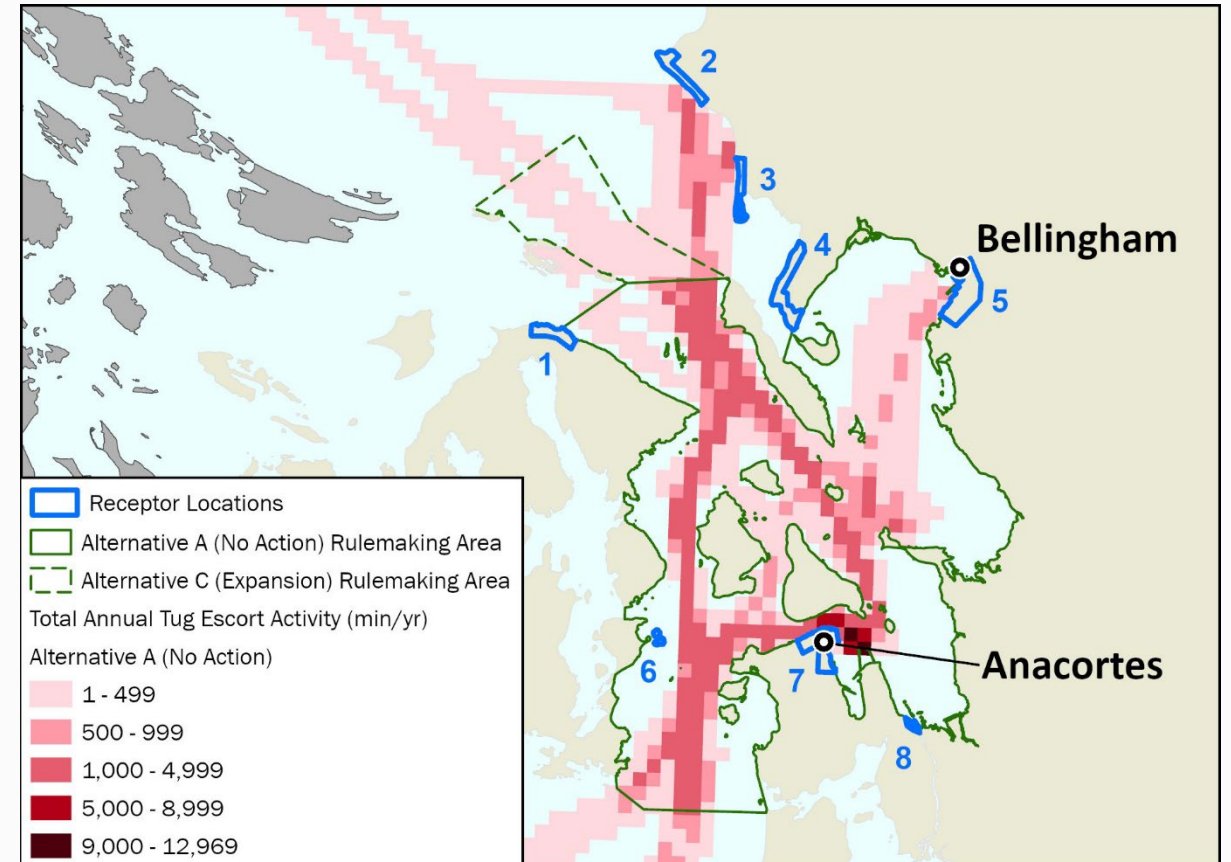 2
3
4
Bellingham
5
1
Receptor Locations
Alternative A (No Action) Rulemaking Area
Alternative C (Expansion) Rulemaking Area
Total Annual Tug Escort Activity (min/yr)
Alternative A (No Action)
1 - 499
500 - 999
1,000 - 4,999
5,000 - 8,999
9,000 - 12,969
6
7
Anacortes
8